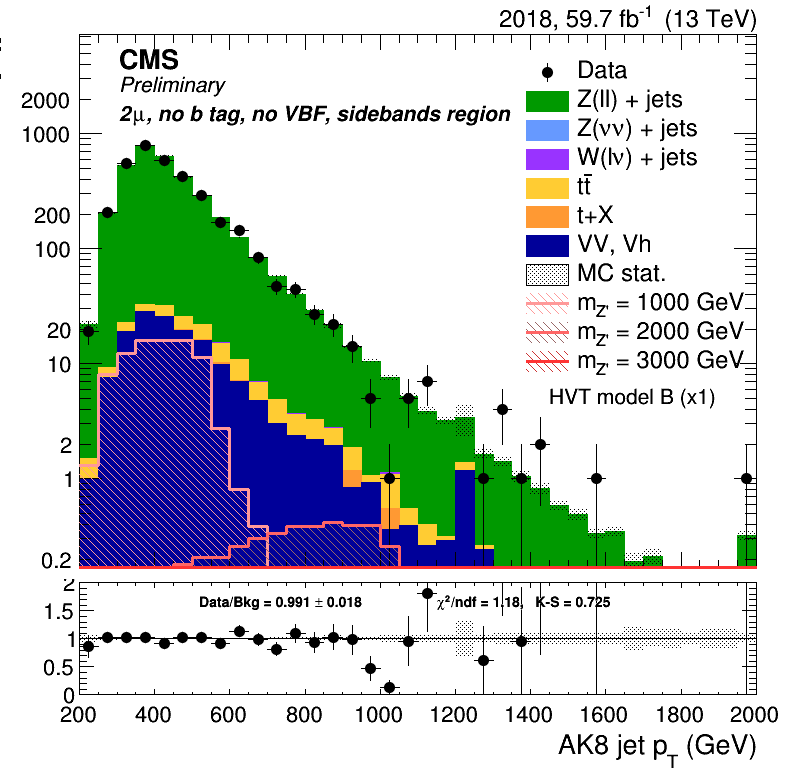 2018, 59.7 fb⁻¹ (13 TeV)
CMS
Preliminary
2μ, no b tag, no VBF, sidebands region
Data
Z(ll) + jets
Z(νν) + jets
W(lν) + jets
tt̄
t+X
VV, Vh
MC stat.
m_Z' = 1000 GeV
m_Z' = 2000 GeV
m_Z' = 3000 GeV
HVT model B (x1)
2000
1000
200
100
20
10
2
1
0.2
Data/Bkg = 0.991 ± 0.018
χ²/ndf = 1.18, K-S = 0.725
2
1.5
1
0.5
0
200 400 600 800 1000 1200 1400 1600 1800 2000
AK8 jet p_T (GeV)